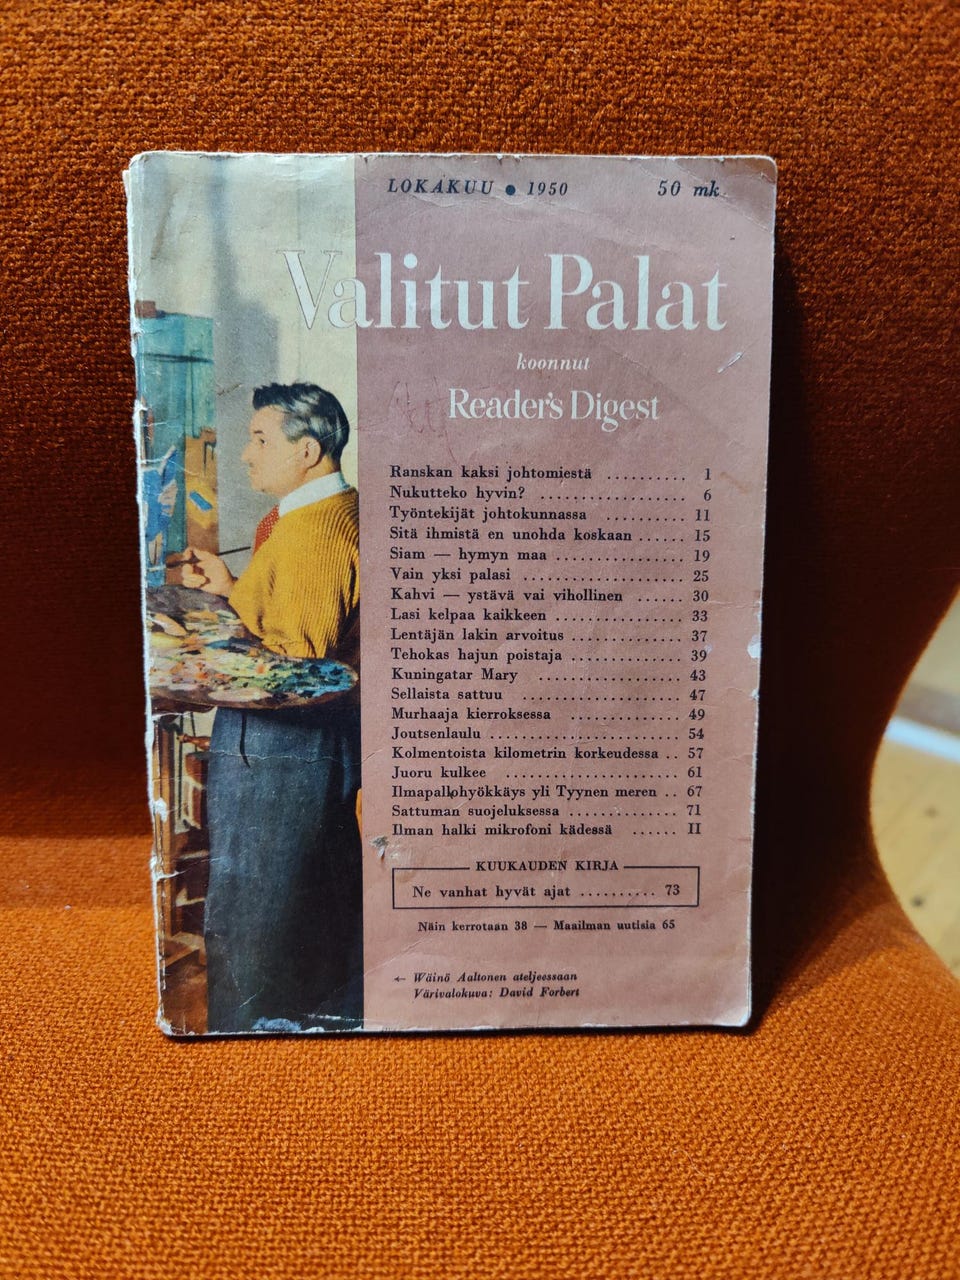 LOKAKUU ● 1950 50 mk
Valitut Palat
koonnut
Reader's Digest
Ranskan kaksi johtomiestä .......... 1
Nukutteko hyvin? .................. 6
Työntekijät johtokunnassa .......... 11
Sitä ihmistä en unohda koskaan ...... 15
Siam — hymyn maa ................ 19
Vain yksi palasi .................... 25
Kahvi — ystävä vai vihollinen ...... 30
Lasi kelpaa kaikkeen ................ 33
Lentäjän lakin arvoitus .............. 37
Tehokas hajun poistaja .............. 39
Kuningatar Mary .................. 43
Sellaista sattuu .................... 47
Murhaaja kierroksessa .............. 49
Joutsenlaulu ........................ 54
Kolmentoista kilometrin korkeudessa .. 57
Juoru kulkee ...................... 61
Ilmapallohyökkäys yli Tyynen meren .. 67
Sattuman suojeluksessa .............. 71
Ilman halki mikrofoni kädessä ...... II
KUUKAUDEN KIRJA
Ne vanhat hyvät ajat .......... 73
Näin kerrotaan 38 — Maailman uutisia 65
← Wäinö Aaltonen ateljeessaan
Värivalokuva: David Forbert